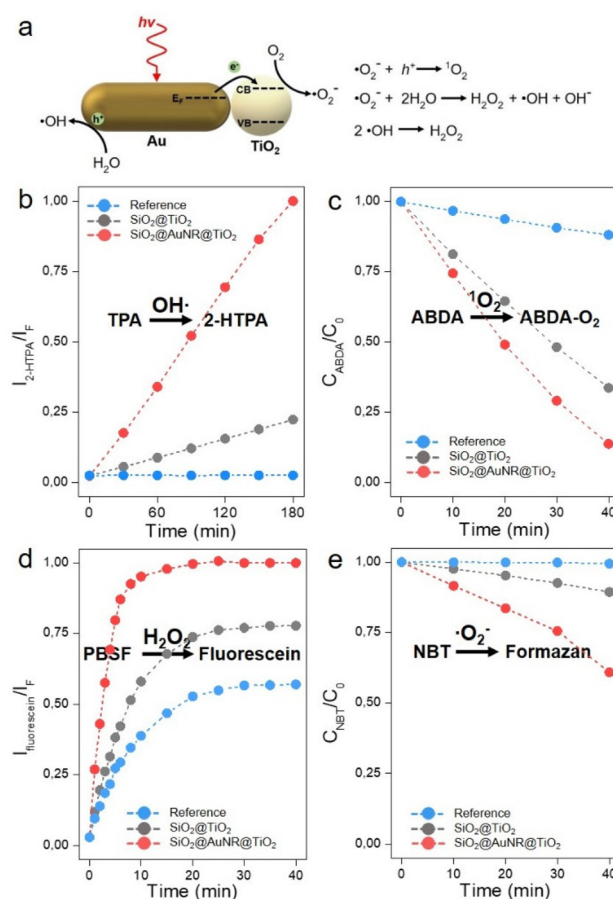 a
hν
e⁻
O₂
•O₂⁻
E_F
CB
VB
h⁺
•OH
H₂O
Au
TiO₂
•O₂⁻ + h⁺ → ¹O₂
•O₂⁻ + 2H₂O → H₂O₂ + •OH + OH⁻
2 •OH → H₂O₂
b
I₂₋HTPA/I_F
1,00
0,75
0,50
0,25
0,00
Reference
SiO₂@TiO₂
SiO₂@AuNR@TiO₂
TPA OH· → 2-HTPA
0 60 120 180
Time (min)
c
C_ABDA/C₀
1,00
0,75
0,50
0,25
0,00
ABDA ¹O₂ → ABDA-O₂
Reference
SiO₂@TiO₂
SiO₂@AuNR@TiO₂
0 10 20 30 40
Time (min)
d
I_fluorescein/I_F
1,00
0,75
0,50
0,25
0,00
PBSF H₂O₂ → Fluorescein
Reference
SiO₂@TiO₂
SiO₂@AuNR@TiO₂
0 10 20 30 40
Time (min)
e
C_NBT/C₀
1,00
0,75
0,50
0,25
0,00
NBT ·O₂⁻ → Formazan
Reference
SiO₂@TiO₂
SiO₂@AuNR@TiO₂
0 10 20 30 40
Time (min)